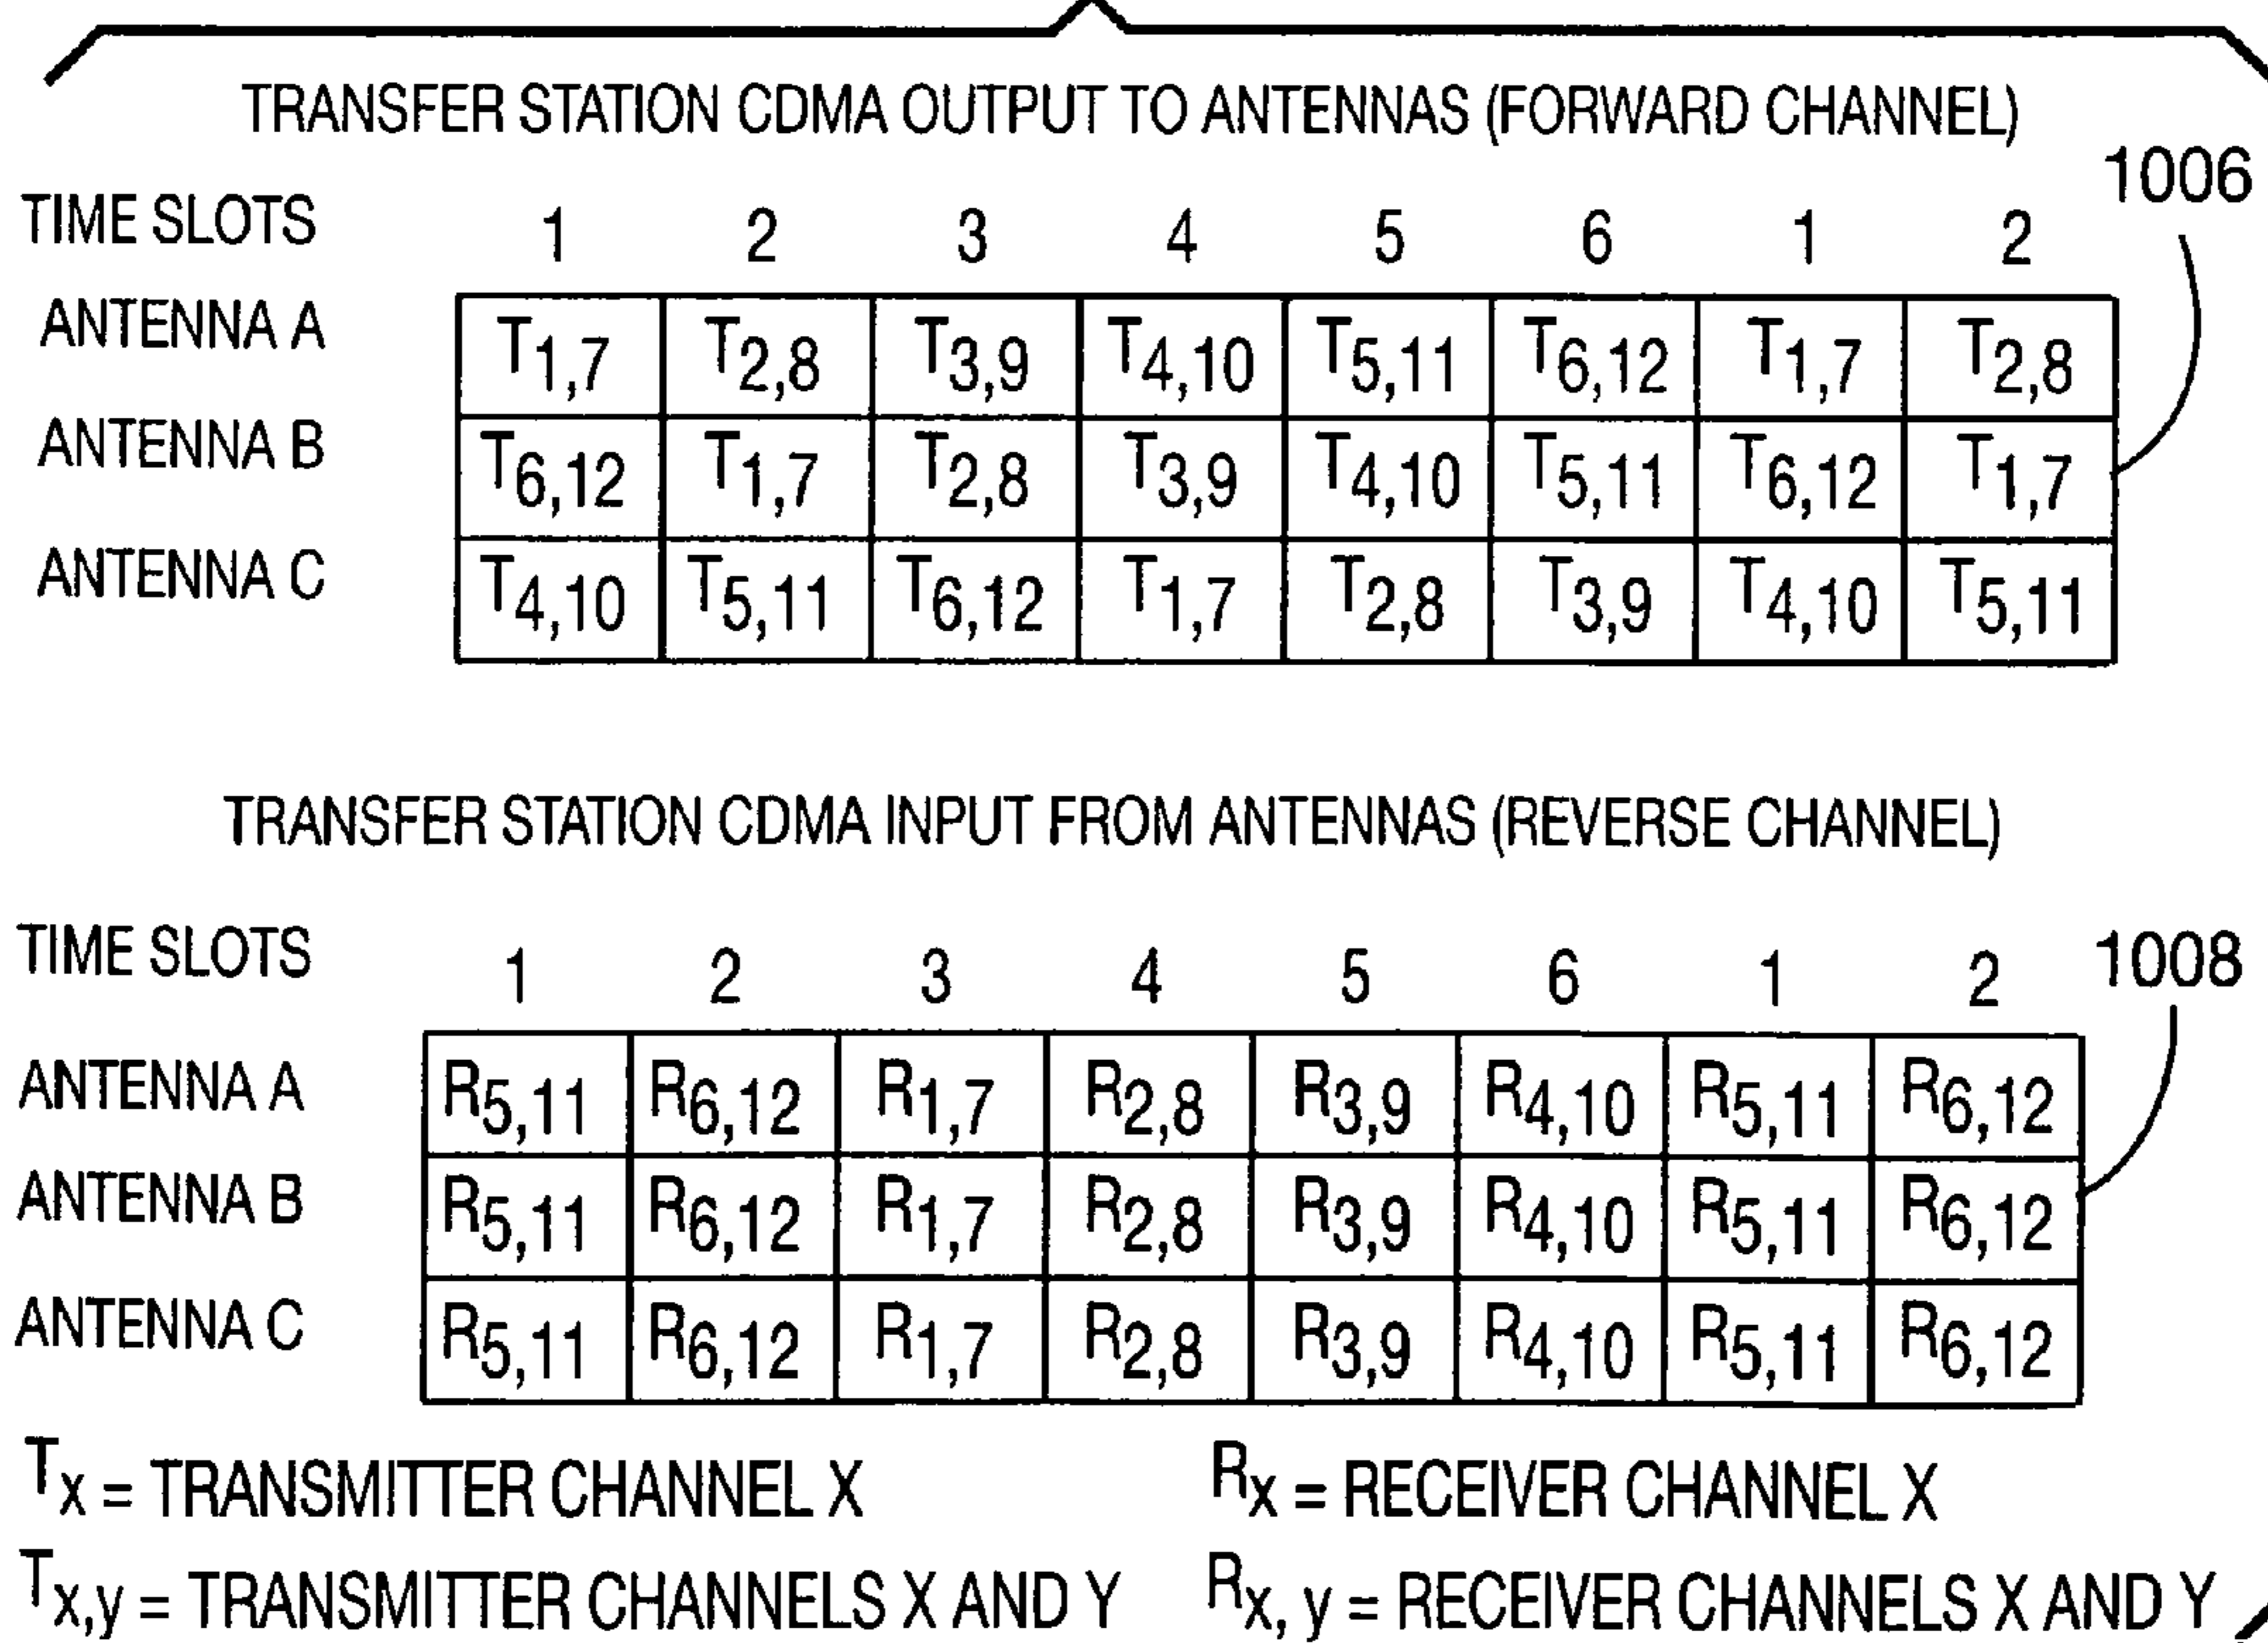 TRANSFER STATION CDMA OUTPUT TO ANTENNAS (FORWARD CHANNEL)
1006
TIME SLOTS 1 2 3 4 5 6 1 2
ANTENNA A T1,7 T2,8 T3,9 T4,10 T5,11 T6,12 T1,7 T2,8
ANTENNA B T6,12 T1,7 T2,8 T3,9 T4,10 T5,11 T6,12 T1,7
ANTENNA C T4,10 T5,11 T6,12 T1,7 T2,8 T3,9 T4,10 T5,11
TRANSFER STATION CDMA INPUT FROM ANTENNAS (REVERSE CHANNEL)
TIME SLOTS 1 2 3 4 5 6 1 2 1008
ANTENNA A R5,11 R6,12 R1,7 R2,8 R3,9 R4,10 R5,11 R6,12
ANTENNA B R5,11 R6,12 R1,7 R2,8 R3,9 R4,10 R5,11 R6,12
ANTENNA C R5,11 R6,12 R1,7 R2,8 R3,9 R4,10 R5,11 R6,12
Tx = TRANSMITTER CHANNEL X Rx = RECEIVER CHANNEL X
Tx,y = TRANSMITTER CHANNELS X AND Y Rx, y = RECEIVER CHANNELS X AND Y